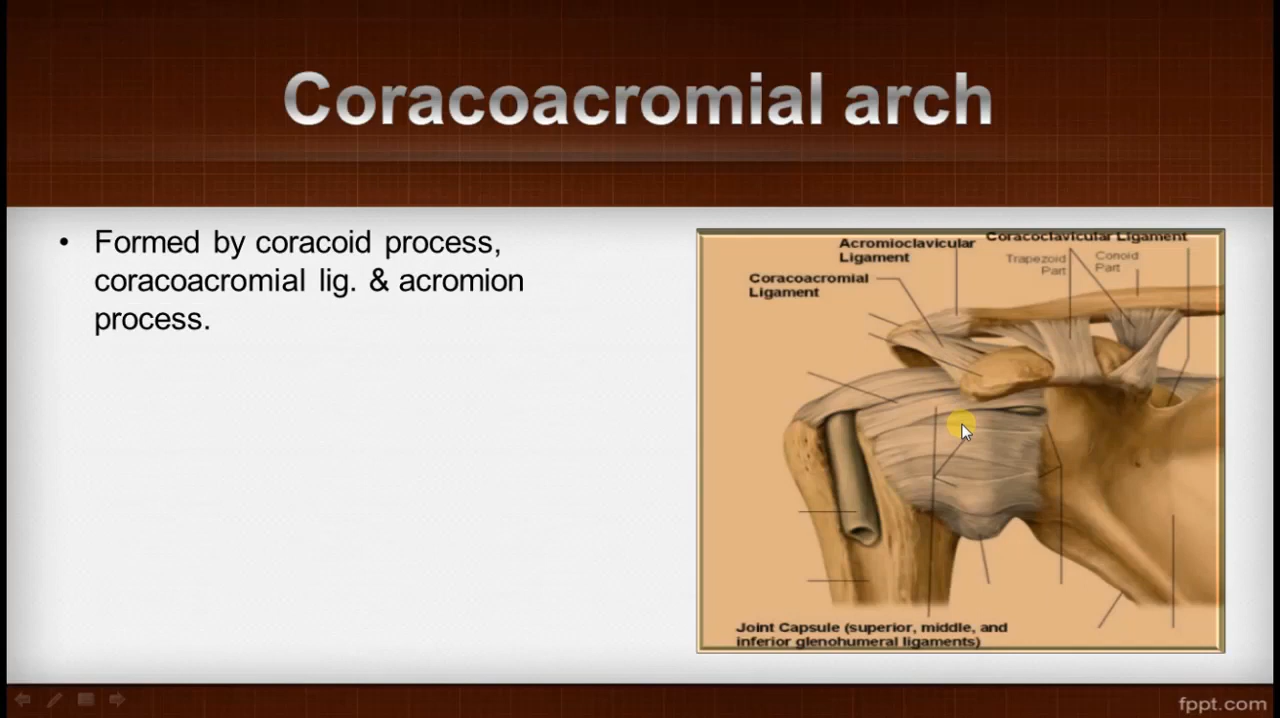 Coracoacromial arch
• Formed by coracoid process,
coracoacromial lig. & acromion
process.
Coracoclavicular Ligament
Acromioclavicular
Ligament
Trapezoid
Part
Conoid
Part
Coracoacromial
Ligament
Joint Capsule (superior, middle, and
inferior glenohumeral ligaments)
fppt.com